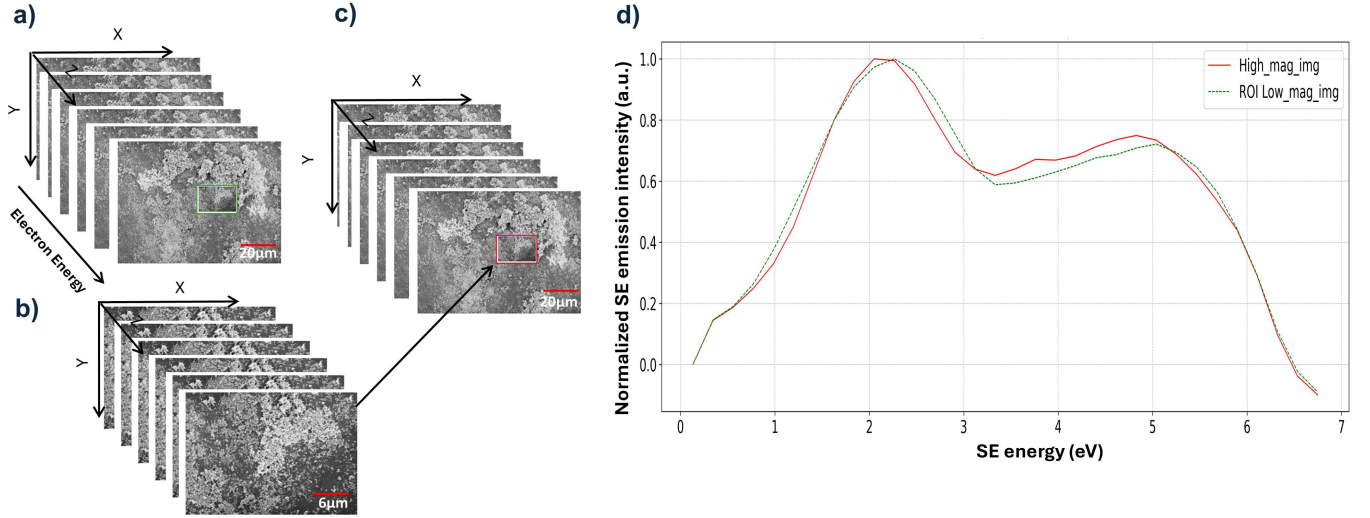 a)
X
Z
Y
20μm
Electron Energy
b)
X
Z
Y
6μm
c)
X
Z
Y
20μm
d)
High_mag_img
ROI Low_mag_img
Normalized SE emission intensity (a.u.)
1.0
0.8
0.6
0.4
0.2
0.0
0 1 2 3 4 5 6 7
SE energy (eV)